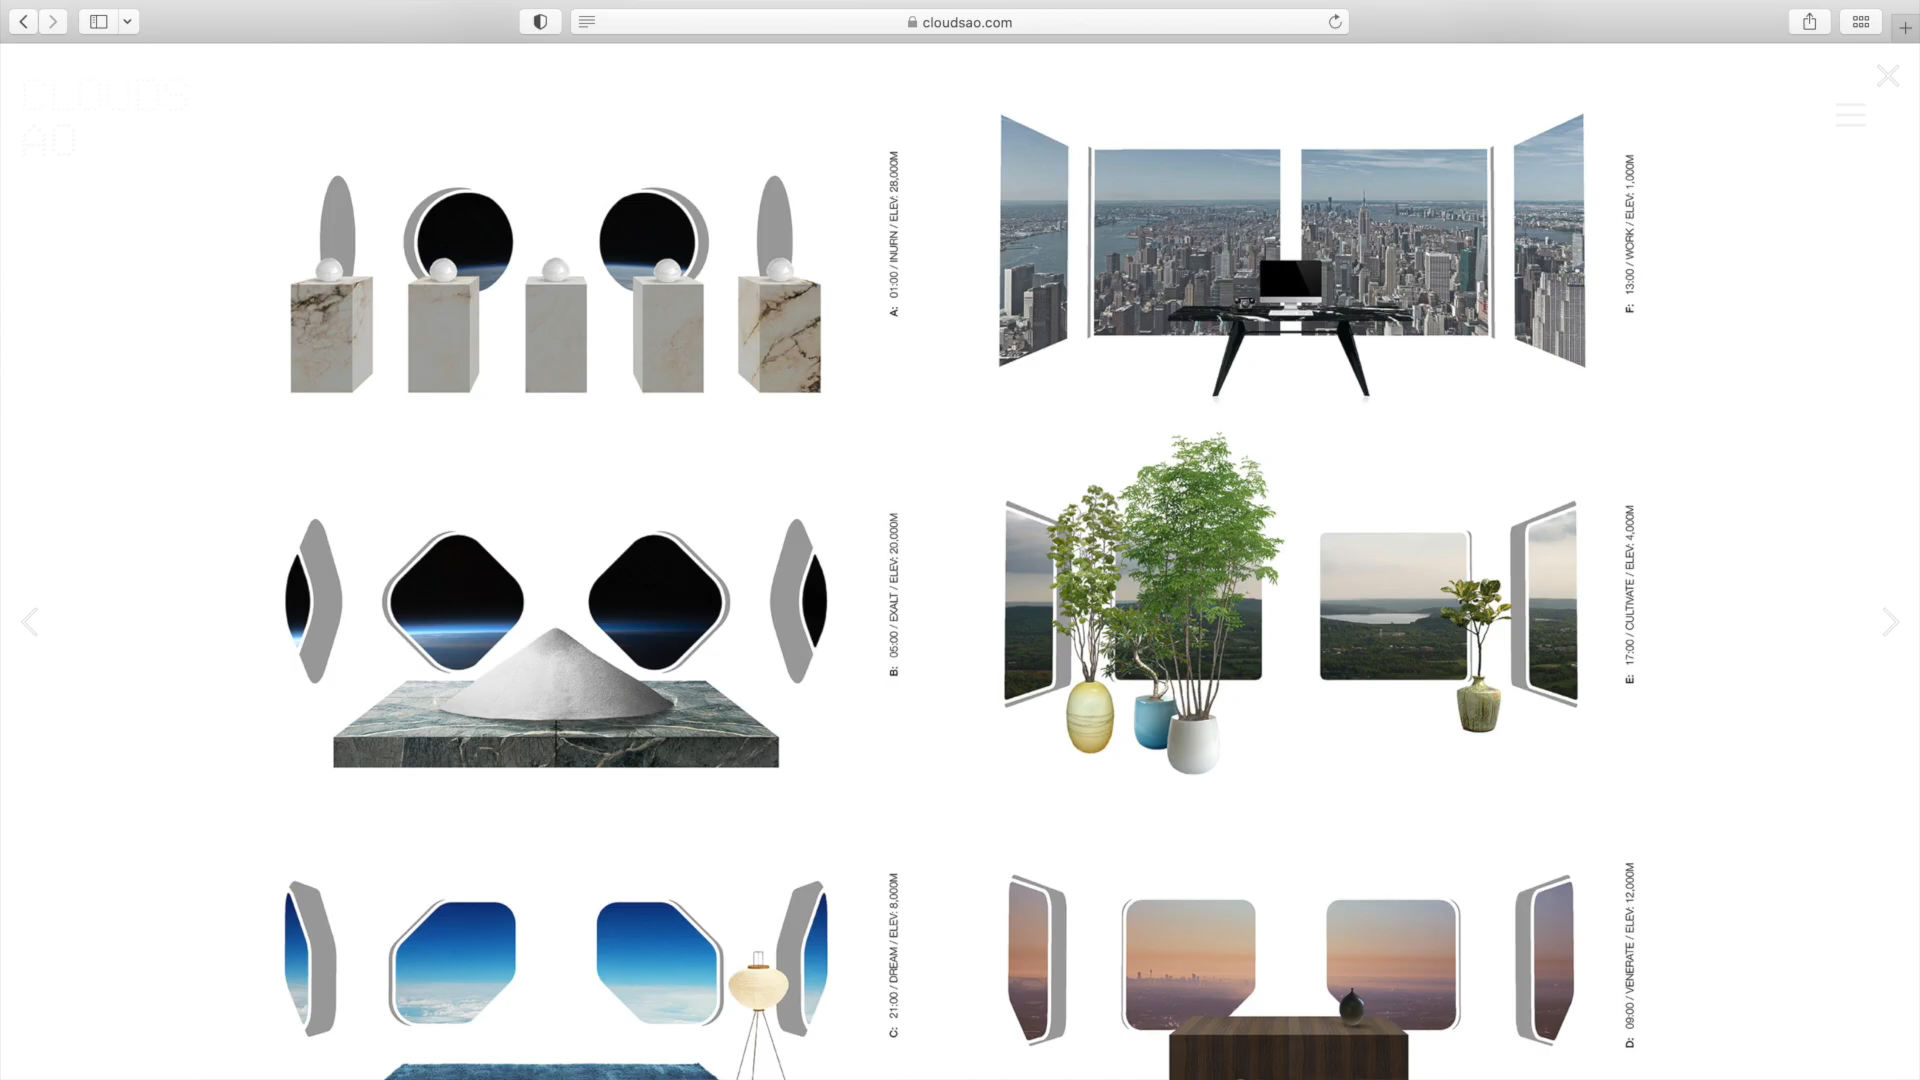 cloudsao.com
CLOUDS
AO
A: 01:00 / INURN / ELEV: 28,000M
F: 13:00 / WORK / ELEV: 1,000M
B: 05:00 / EXALT / ELEV: 20,000M
E: 17:00 / CULTIVATE / ELEV: 4,000M
C: 21:00 / DREAM / ELEV: 8,000M
D: 09:00 / VENERATE / ELEV: 12,000M